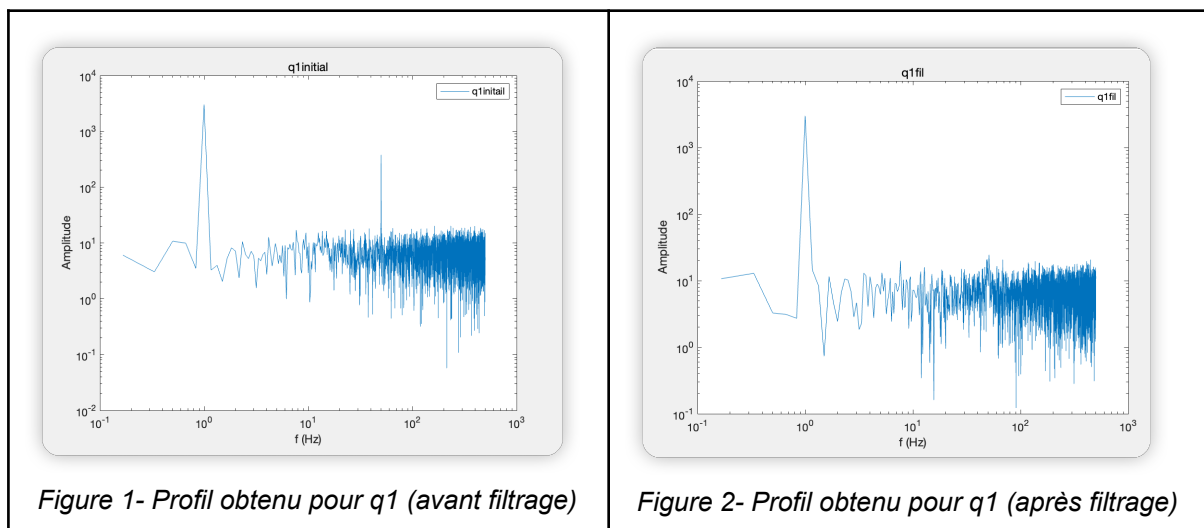 q1initial
q1initail
10^4
10^3
10^2
10^1
10^0
10^-1
10^-2
Amplitude
10^-1
10^0
10^1
10^2
10^3
f (Hz)
Figure 1- Profil obtenu pour q1 (avant filtrage)
q1fil
q1fil
10^4
10^3
10^2
10^1
10^0
10^-1
Amplitude
10^-1
10^0
10^1
10^2
10^3
f (Hz)
Figure 2- Profil obtenu pour q1 (après filtrage)